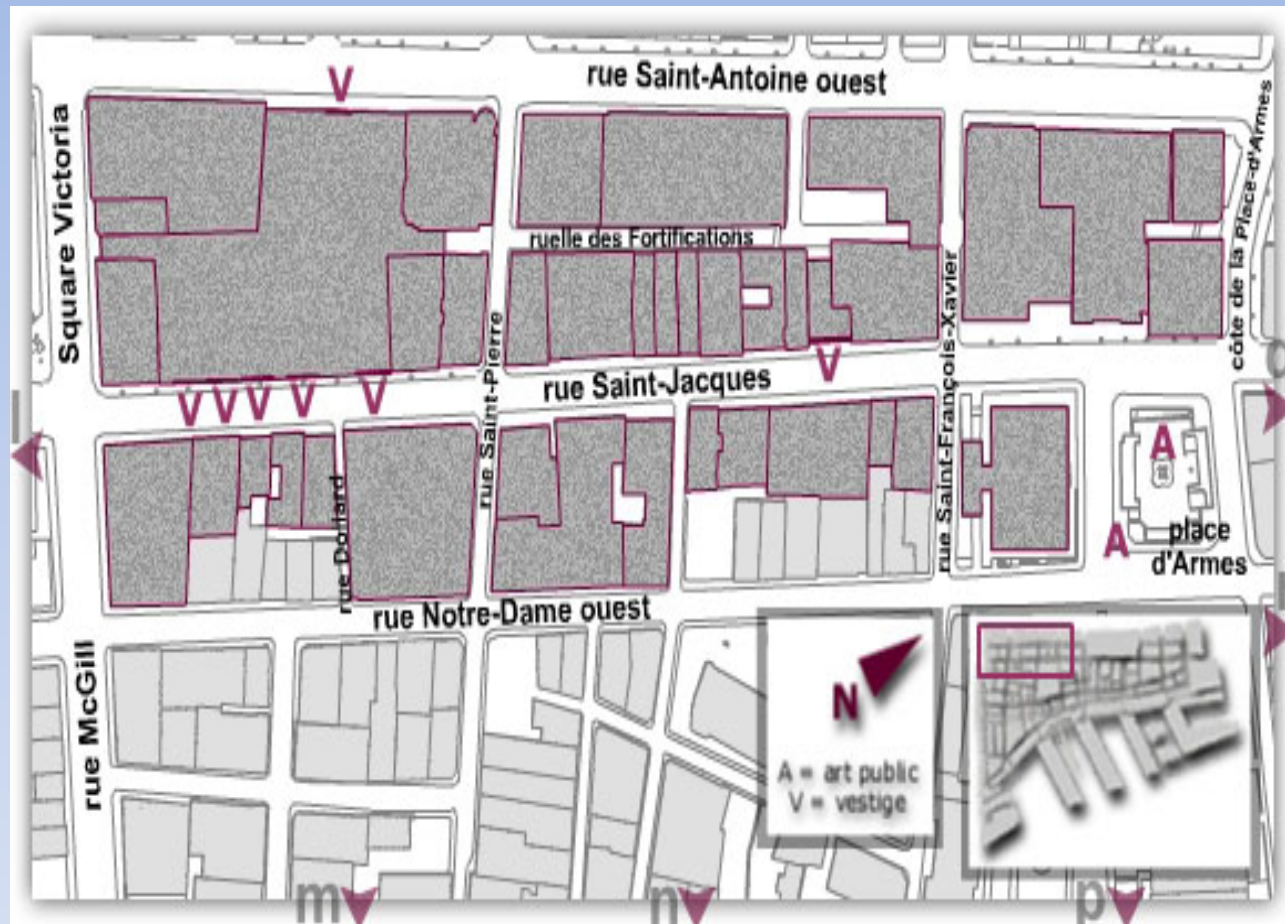 rue Saint-Antoine ouest
V
Square Victoria
côte de la Place-d'Armes
ruelle des Fortifications
rue Saint-Pierre
rue Saint-François-Xavier
rue Saint-Jacques
V
V V V V V
A
A
place
d'Armes
rue Dollard
rue Notre-Dame ouest
rue McGill
N
A = art public
V = vestige
m
n
p